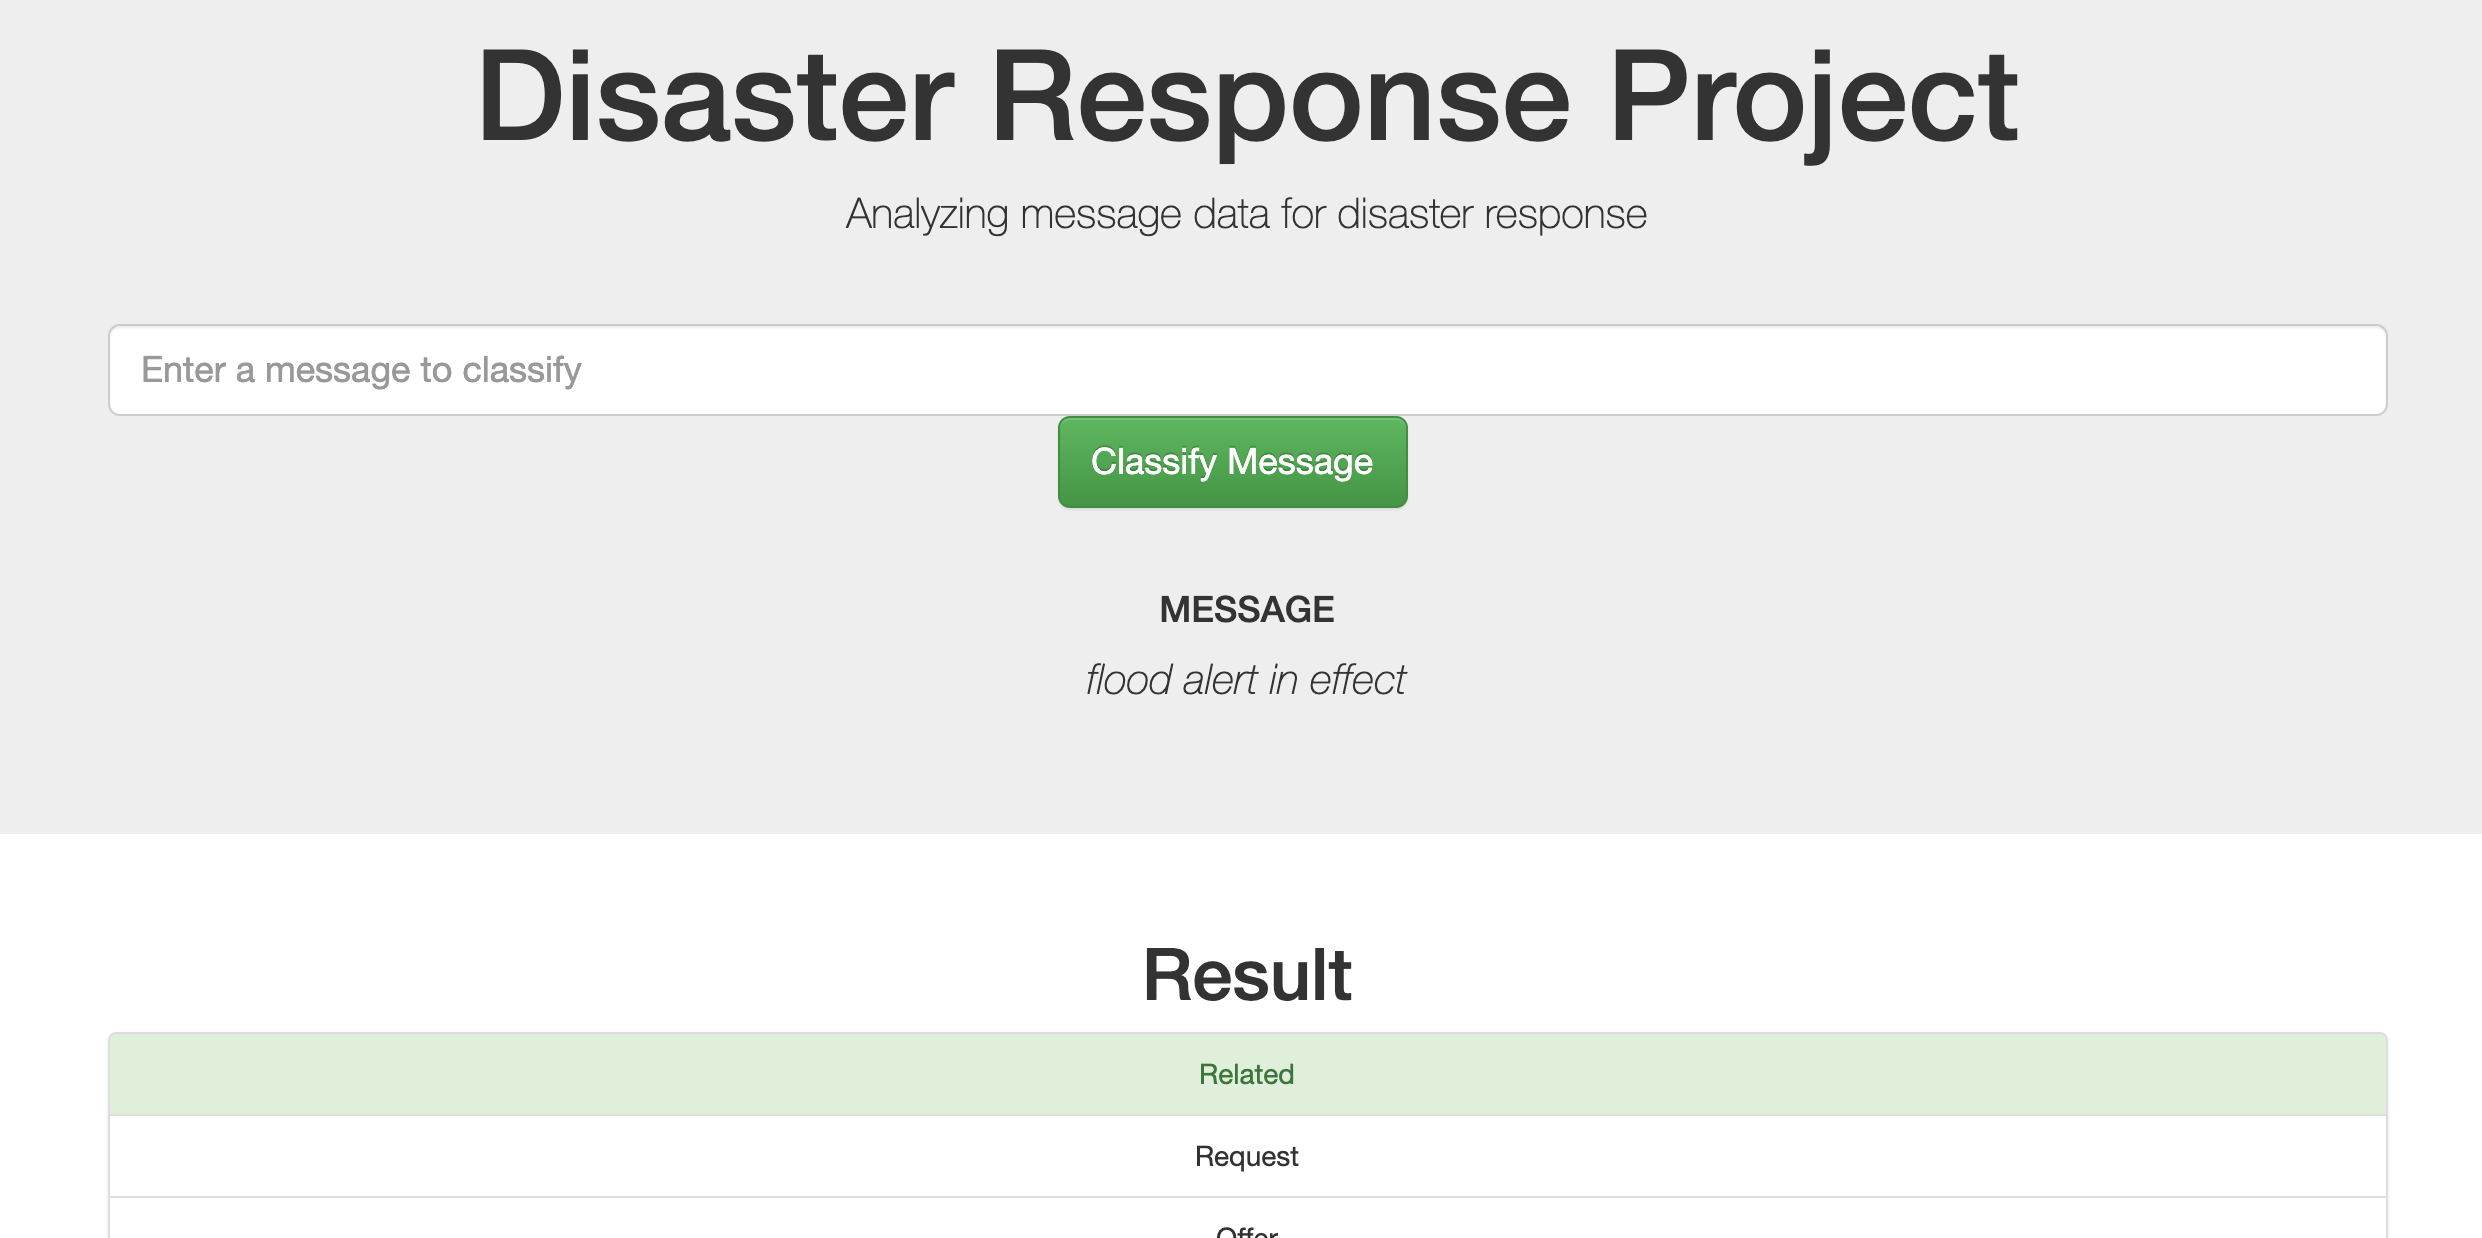 Disaster Response Project
Analyzing message data for disaster response
Enter a message to classify
Classify Message
MESSAGE
flood alert in effect
Result
Related
Request
Offer